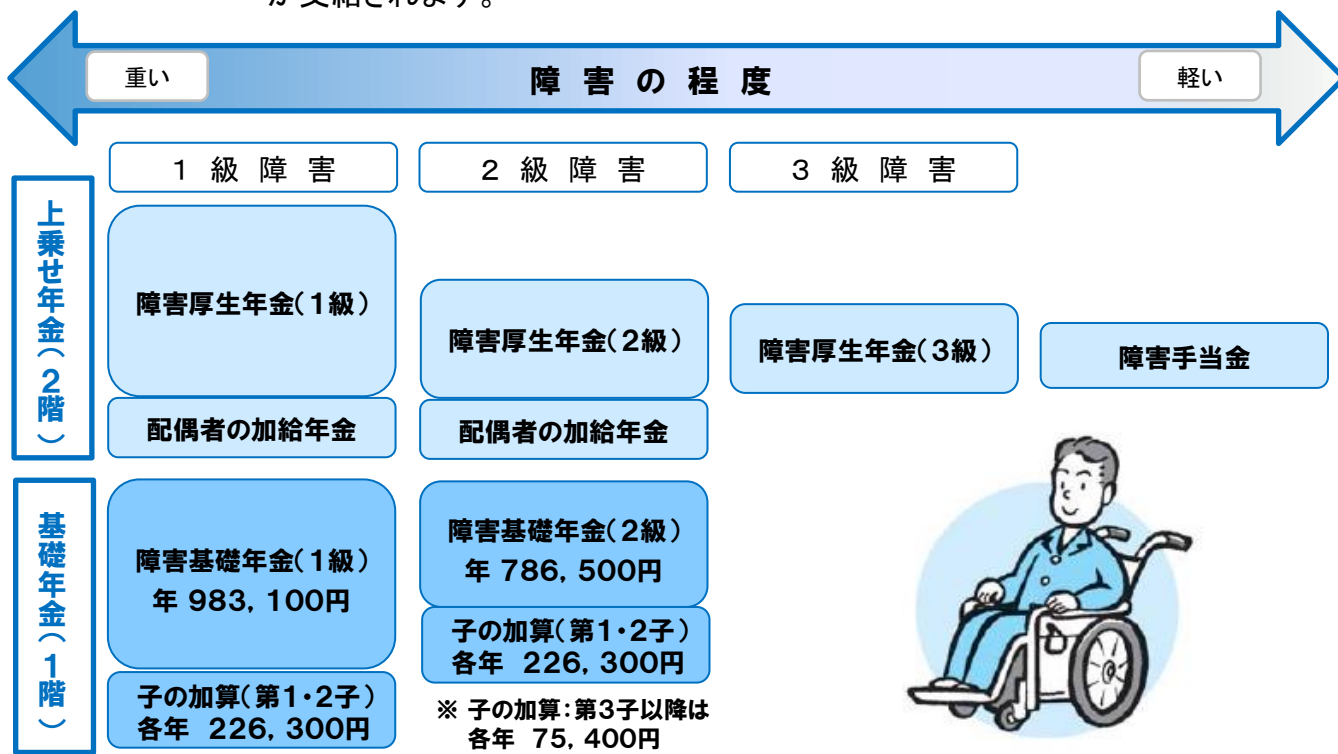 が支給されます。
重い
障害の程度
軽い
1級障害
2級障害
3級障害
上乗せ年金(2階)
障害厚生年金(1級)
障害厚生年金(2級)
障害厚生年金(3級)
障害手当金
配偶者の加給年金
配偶者の加給年金
基礎年金(1階)
障害基礎年金(1級)
年 983,100円
障害基礎年金(2級)
年 786,500円
子の加算(第1・2子)
各年 226,300円
子の加算(第1・2子)
各年 226,300円
※ 子の加算:第3子以降は
各年 75,400円